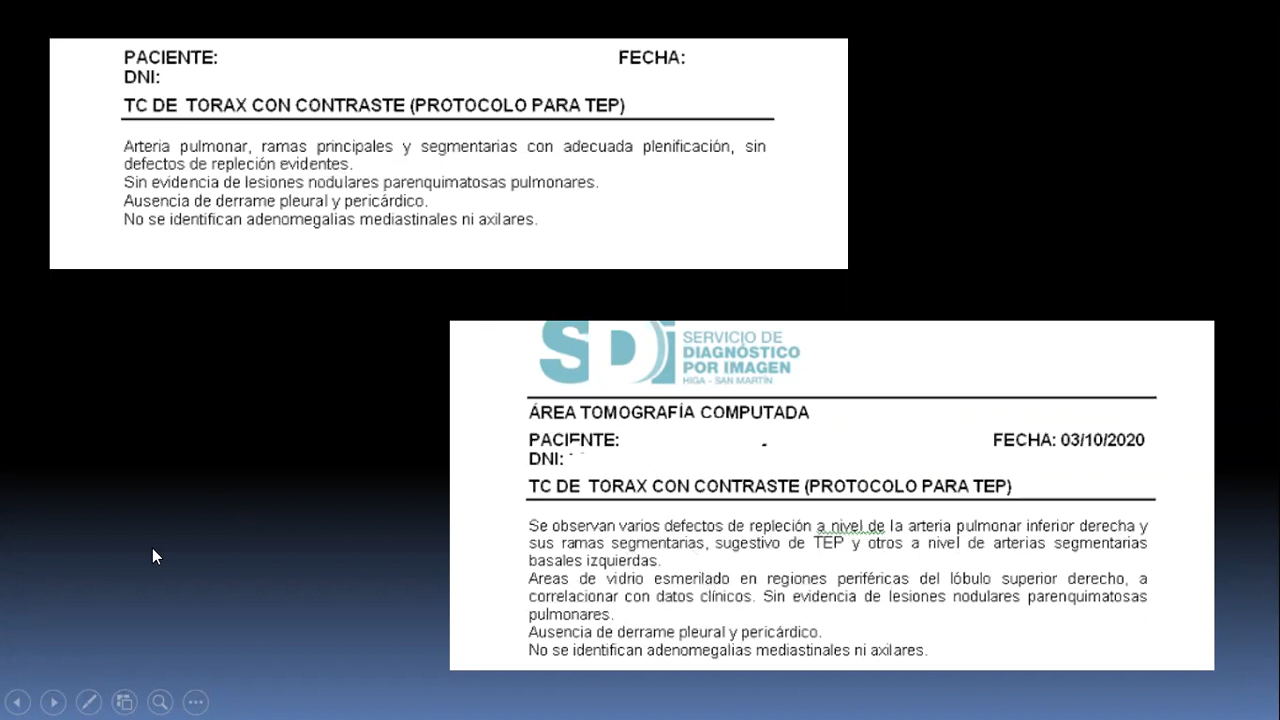 PACIENTE: FECHA:
DNI:
TC DE TORAX CON CONTRASTE (PROTOCOLO PARA TEP)
Arteria pulmonar, ramas principales y segmentarias con adecuada plenificación, sin
defectos de repleción evidentes.
Sin evidencia de lesiones nodulares parenquimatosas pulmonares.
Ausencia de derrame pleural y pericárdico.
No se identifican adenomegalias mediastinales ni axilares.
SDi
SERVICIO DE
DIAGNÓSTICO
POR IMAGEN
HIGA - SAN MARTÍN
ÁREA TOMOGRAFÍA COMPUTADA
PACIENTE: FECHA: 03/10/2020
DNI:
TC DE TORAX CON CONTRASTE (PROTOCOLO PARA TEP)
Se observan varios defectos de repleción a nivel de la arteria pulmonar inferior derecha y
sus ramas segmentarias, sugestivo de TEP y otros a nivel de arterias segmentarias
basales izquierdas.
Areas de vidrio esmerilado en regiones periféricas del lóbulo superior derecho, a
correlacionar con datos clínicos. Sin evidencia de lesiones nodulares parenquimatosas
pulmonares.
Ausencia de derrame pleural y pericárdico.
No se identifican adenomegalias mediastinales ni axilares.